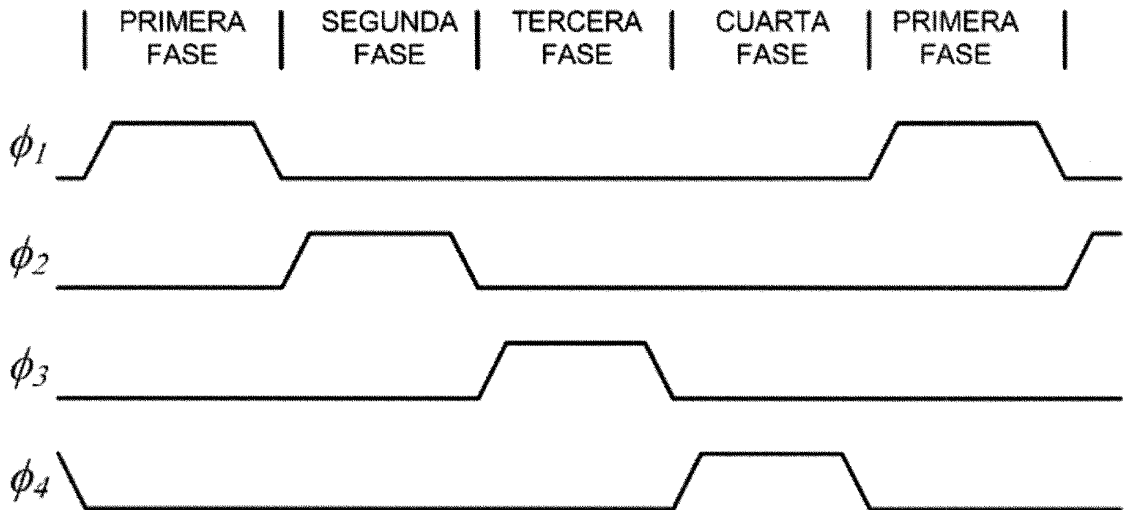 PRIMERA SEGUNDA TERCERA CUARTA PRIMERA
FASE FASE FASE FASE FASE
ϕ1
ϕ2
ϕ3
ϕ4